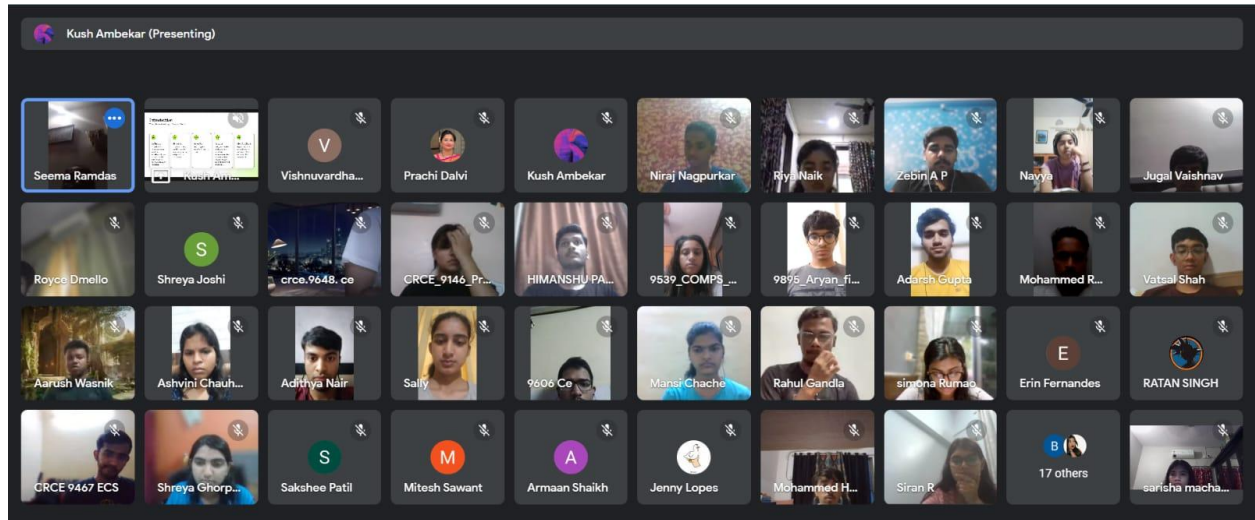 Kush Ambekar (Presenting)
Seema Ramdas
Introduction
Kush Am...
V
Vishnuvardha...
Prachi Dalvi
Kush Ambekar
Niraj Nagpurkar
Riya Naik
Zebin A P
Navya
Jugal Vaishnav
Royce Dmello
S
Shreya Joshi
crce.9648. ce
CRCE_9146_Pr...
HIMANSHU PA...
9539_COMPS_...
9895_Aryan_fi...
Adarsh Gupta
Mohammed R...
Vatsal Shah
Aarush Wasnik
Ashvini Chauh...
Adithya Nair
Sally
9606 Ce
Mansi Chache
Rahul Gandla
simona Rumao
E
Erin Fernandes
RATAN SINGH
CRCE 9467 ECS
Shreya Ghorp...
S
Sakshee Patil
M
Mitesh Sawant
A
Armaan Shaikh
Jenny Lopes
Mohammed H...
Siran R
B
17 others
sarisha macha...